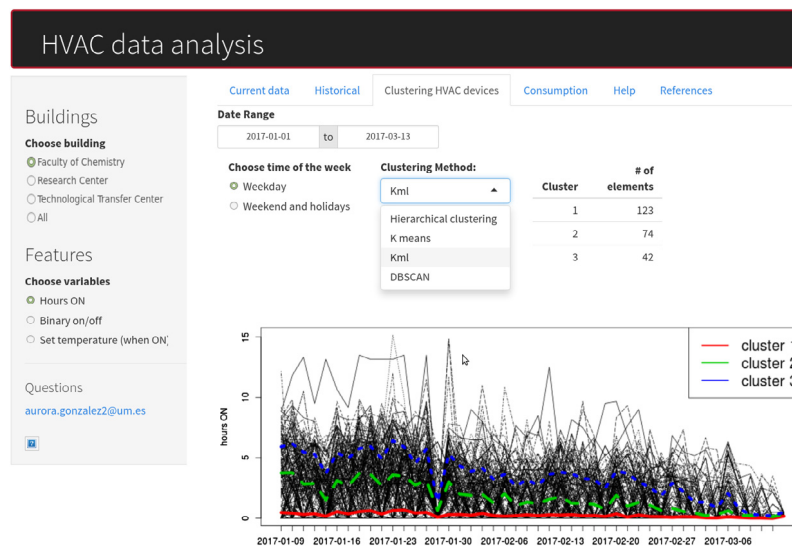 HVAC data analysis
Current data Historical Clustering HVAC devices Consumption Help References
Buildings
Choose building
Faculty of Chemistry
Research Center
Technological Transfer Center
All
Features
Choose variables
Hours ON
Binary on/off
Set temperature (when ON)
Questions
aurora.gonzalez2@um.es
Date Range
2017-01-01 to 2017-03-13
Choose time of the week
Weekday
Weekend and holidays
Clustering Method:
Kml
Hierarchical clustering
K means
Kml
DBSCAN
# of
Cluster elements
1 123
2 74
3 42
cluster 1
cluster 2
cluster 3
hours ON
15
10
5
0
2017-01-09 2017-01-16 2017-01-23 2017-01-30 2017-02-06 2017-02-13 2017-02-20 2017-02-27 2017-03-06